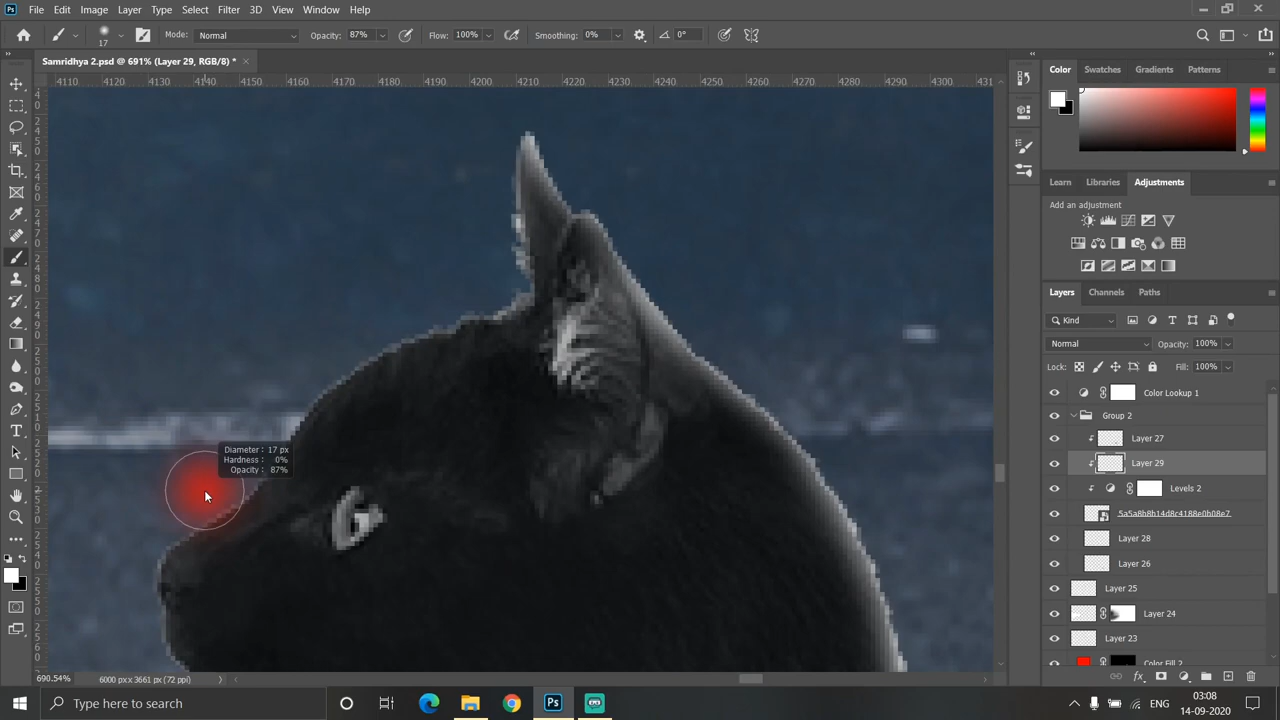 File Edit Image Layer Type Select Filter 3D View Window Help
17 Mode: Normal Opacity: 87% Flow: 100% Smoothing: 0% 0°
Samridhya 2.psd @ 691% (Layer 29, RGB/8) *
4110 4120 4130 4140 4150 4160 4170 4180 4190 4200 4210 4220 4230 4240 4250 4260 4270 4280 4290 4300 431
Color Swatches Gradients Patterns
Learn Libraries Adjustments
Add an adjustment
Layers Channels Paths
Kind
Normal Opacity: 100%
Lock: Fill: 100%
Color Lookup 1
Group 2
Layer 27
Layer 29
Levels 2
5a5a8b8b14d8c4188e0b08e7
Layer 28
Layer 26
Layer 25
Layer 24
Layer 23
Color Fill 2
Diameter: 17 px
Hardness: 0%
Opacity: 87%
690.54% 6000 px x 3661 px (72 ppi)
Type here to search
03:08
14-09-2020